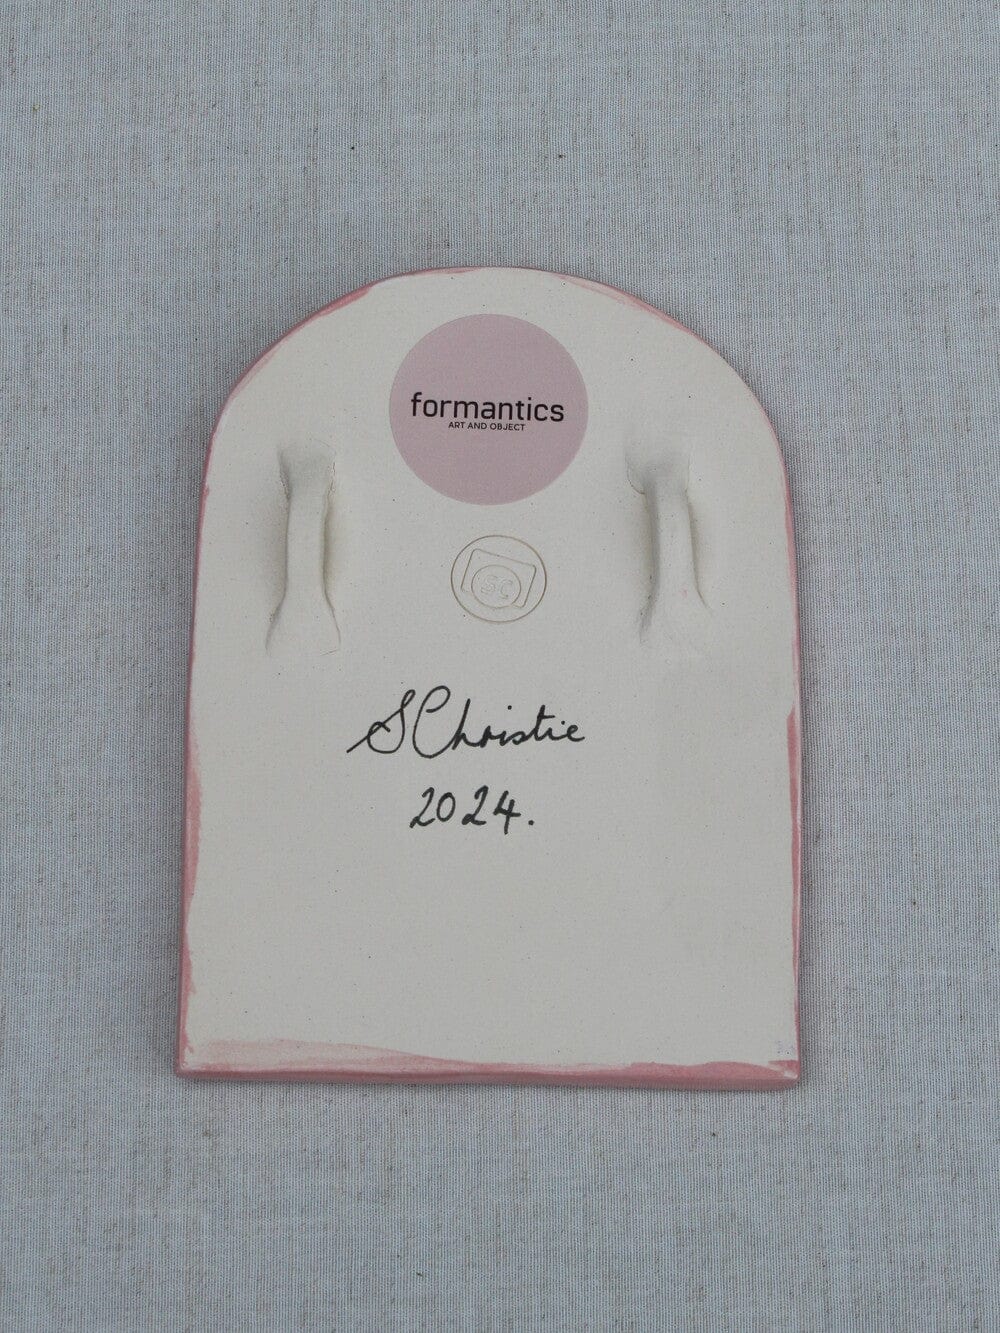 formantics
ART AND OBJECT
SC
SChristie
2024.